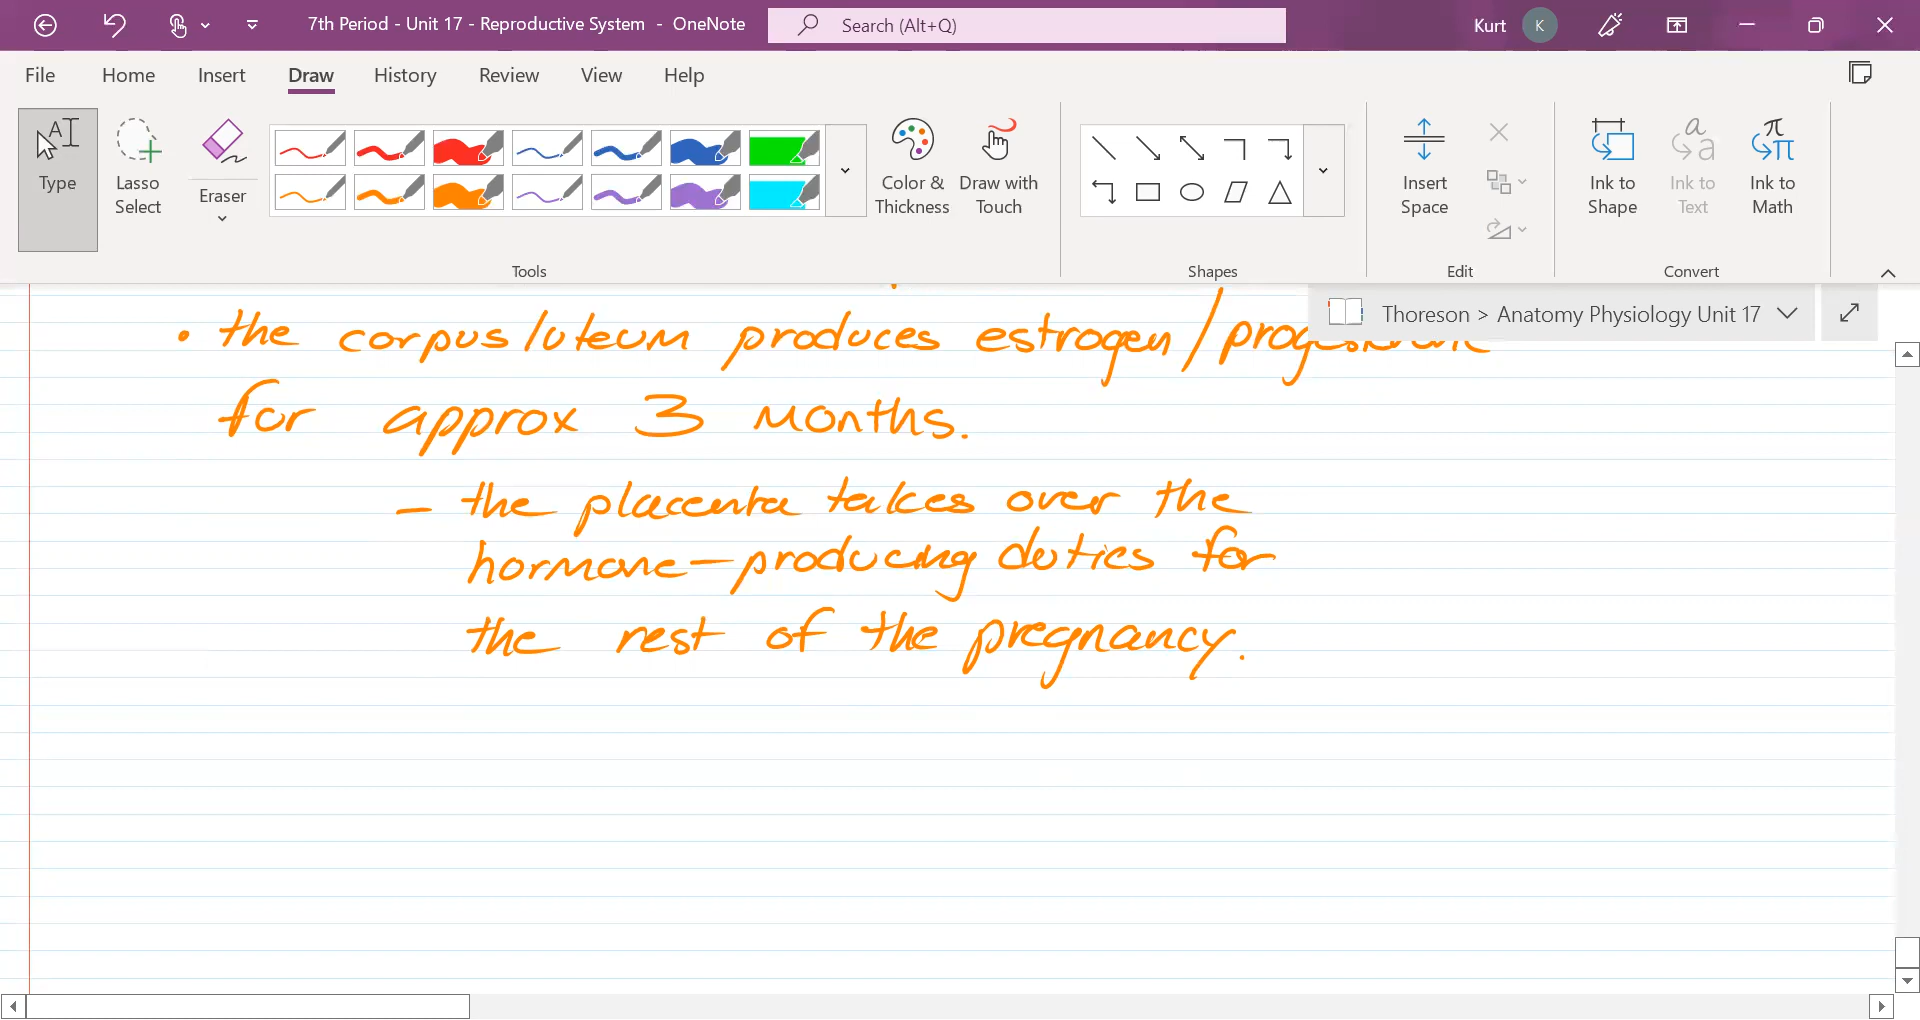 7th Period - Unit 17 - Reproductive System - OneNote
Search (Alt+Q)
Kurt
K
File Home Insert Draw History Review View Help
Type
Lasso Select
Eraser
Color & Thickness
Draw with Touch
Insert Space
Ink to Shape
Ink to Text
Ink to Math
Tools
Shapes
Edit
Convert
Thoreson > Anatomy Physiology Unit 17
• the corpus luteum produces estrogen/
for approx 3 months.
- the placenta takes over the
hormone-producing duties for
the rest of the pregnancy.